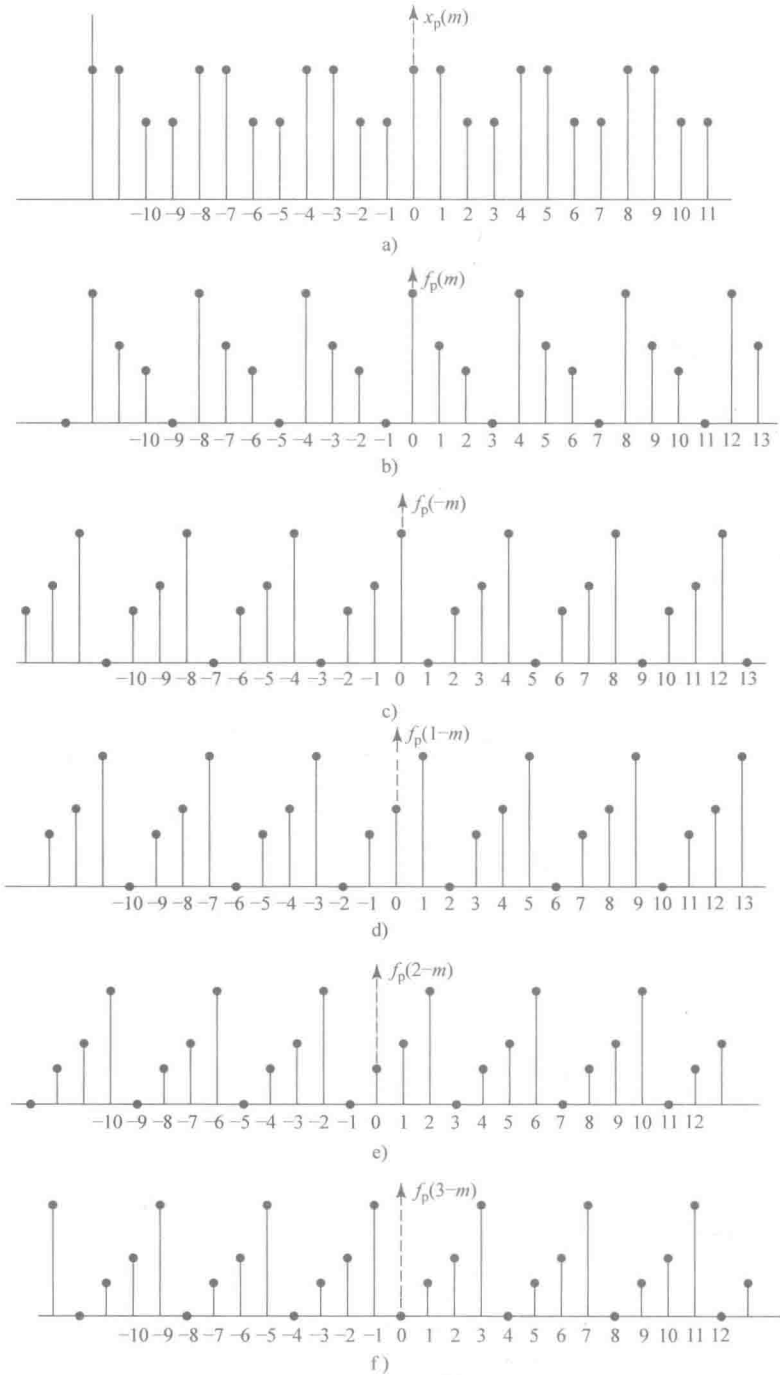 xp(m)
−10 −9 −8 −7 −6 −5 −4 −3 −2 −1 0 1 2 3 4 5 6 7 8 9 10 11
a)
fp(m)
−10 −9 −8 −7 −6 −5 −4 −3 −2 −1 0 1 2 3 4 5 6 7 8 9 10 11 12 13
b)
fp(−m)
−10 −9 −8 −7 −6 −5 −4 −3 −2 −1 0 1 2 3 4 5 6 7 8 9 10 11 12 13
c)
fp(1−m)
−10 −9 −8 −7 −6 −5 −4 −3 −2 −1 0 1 2 3 4 5 6 7 8 9 10 11 12 13
d)
fp(2−m)
−10 −9 −8 −7 −6 −5 −4 −3 −2 −1 0 1 2 3 4 5 6 7 8 9 10 11 12
e)
fp(3−m)
−10 −9 −8 −7 −6 −5 −4 −3 −2 −1 0 1 2 3 4 5 6 7 8 9 10 11 12
f)